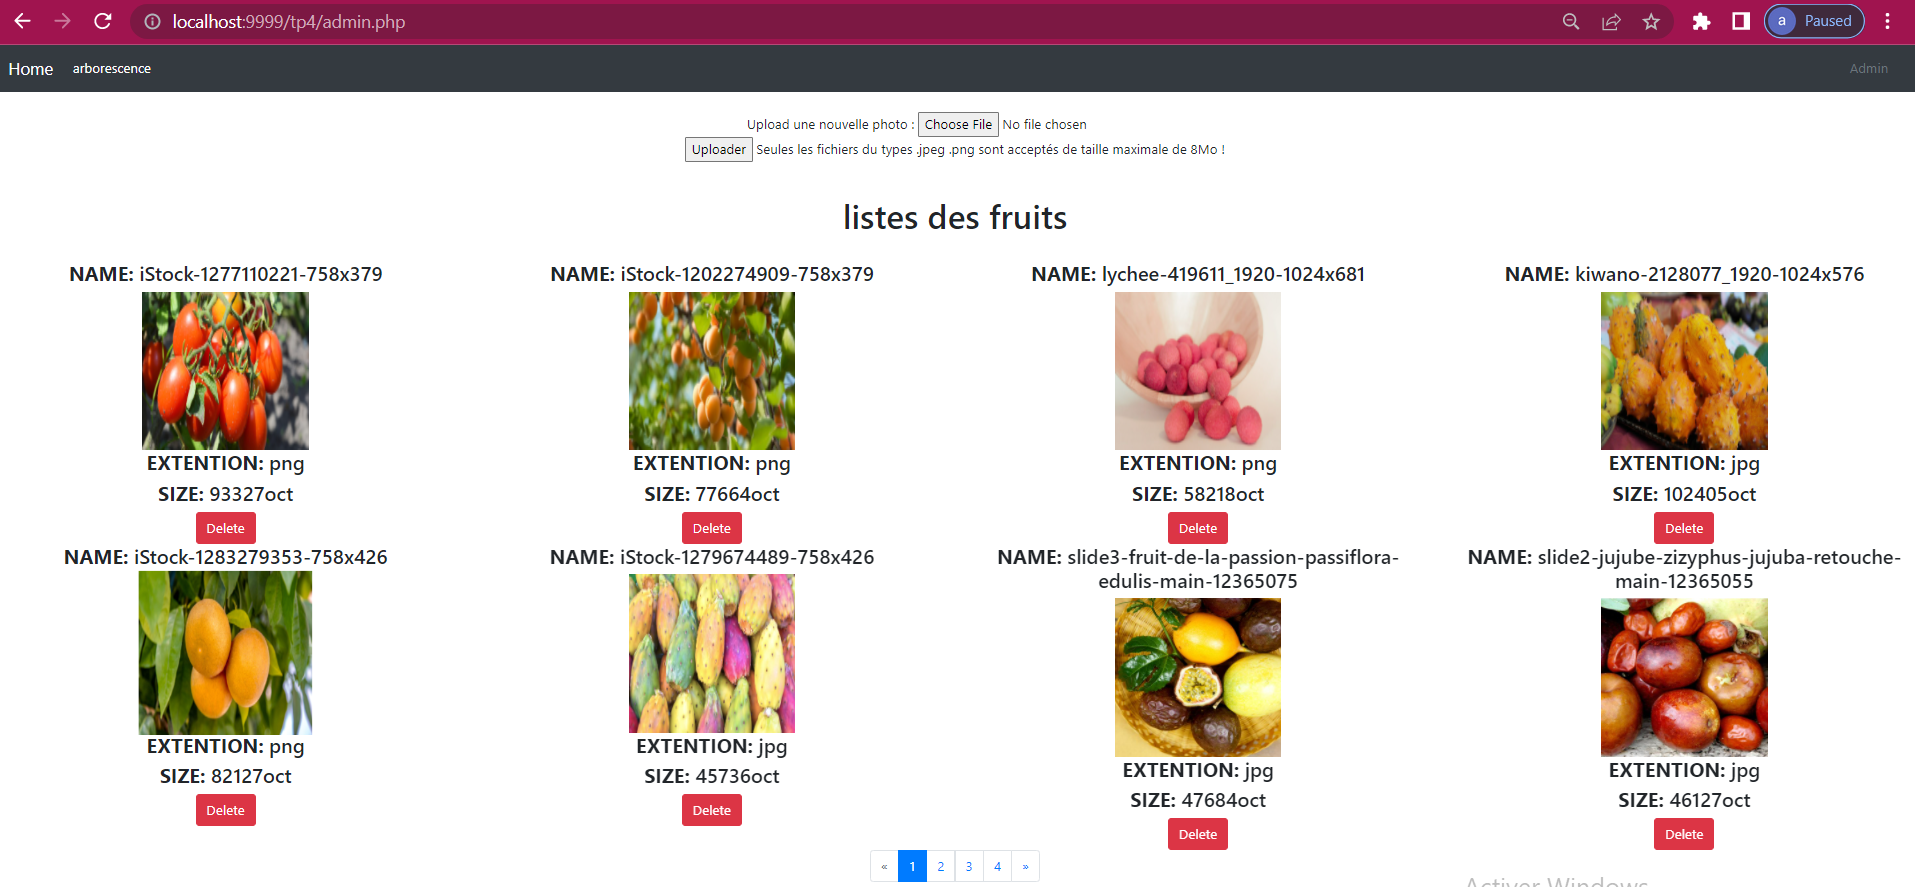 localhost:9999/tp4/admin.php
a Paused
Home arborescence Admin
Upload une nouvelle photo : Choose File No file chosen
Uploader Seules les fichiers du types .jpeg .png sont acceptés de taille maximale de 8Mo !
listes des fruits
NAME: iStock-1277110221-758x379
EXTENTION: png
SIZE: 93327oct
Delete
NAME: iStock-1202274909-758x379
EXTENTION: png
SIZE: 77664oct
Delete
NAME: lychee-419611_1920-1024x681
EXTENTION: png
SIZE: 58218oct
Delete
NAME: kiwano-2128077_1920-1024x576
EXTENTION: jpg
SIZE: 102405oct
Delete
NAME: iStock-1283279353-758x426
EXTENTION: png
SIZE: 82127oct
Delete
NAME: iStock-1279674489-758x426
EXTENTION: jpg
SIZE: 45736oct
Delete
NAME: slide3-fruit-de-la-passion-passiflora-
edulis-main-12365075
EXTENTION: jpg
SIZE: 47684oct
Delete
NAME: slide2-jujube-zizyphus-jujuba-retouche-
main-12365055
EXTENTION: jpg
SIZE: 46127oct
Delete
« 1 2 3 4 »
Activer Windows